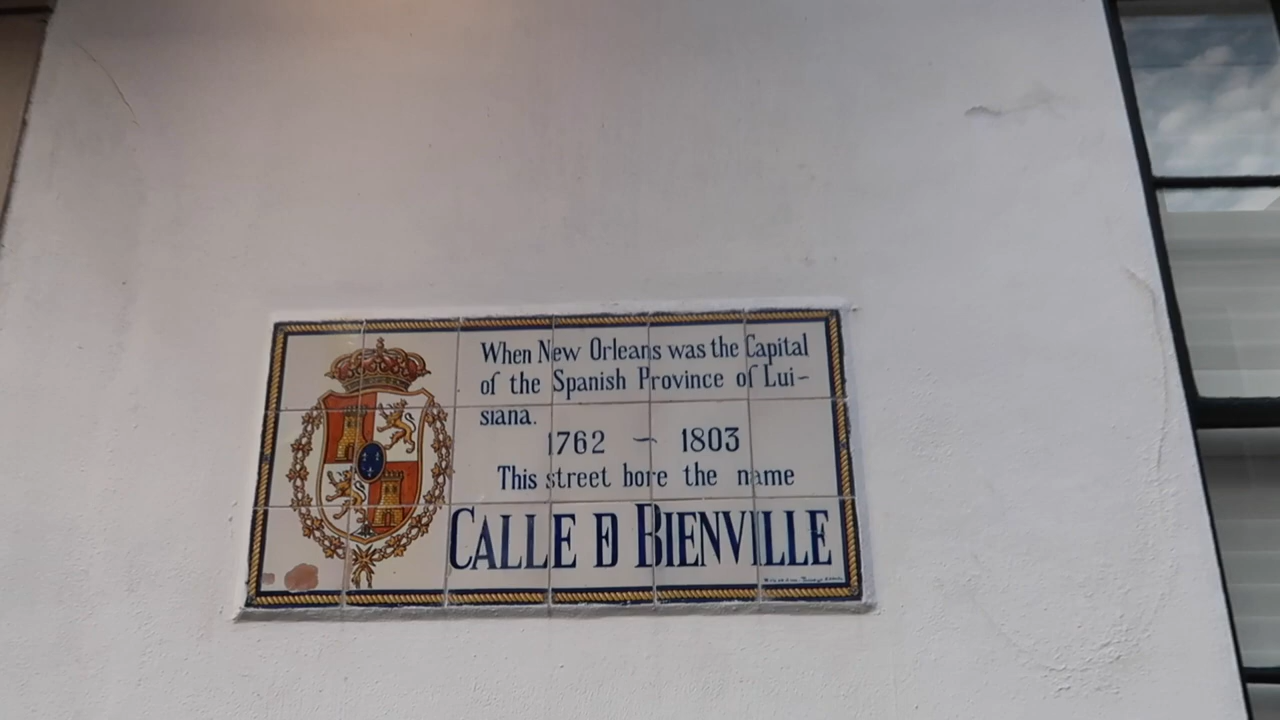 When New Orleans was the Capital
of the Spanish Province of Lui-
siana.
1762 ~ 1803
This street bore the name
CALLE D BIENVILLE